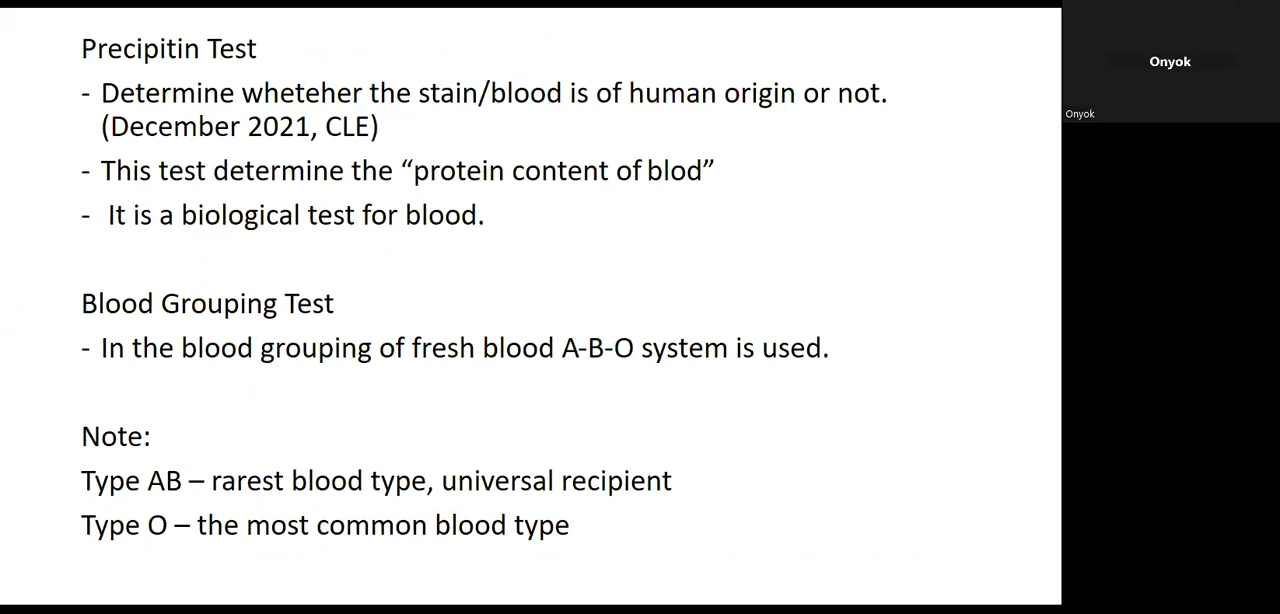 Precipitin Test
- Determine wheteher the stain/blood is of human origin or not.
(December 2021, CLE)
- This test determine the “protein content of blod”
- It is a biological test for blood.
Blood Grouping Test
- In the blood grouping of fresh blood A-B-O system is used.
Note:
Type AB – rarest blood type, universal recipient
Type O – the most common blood type
Onyok
Onyok